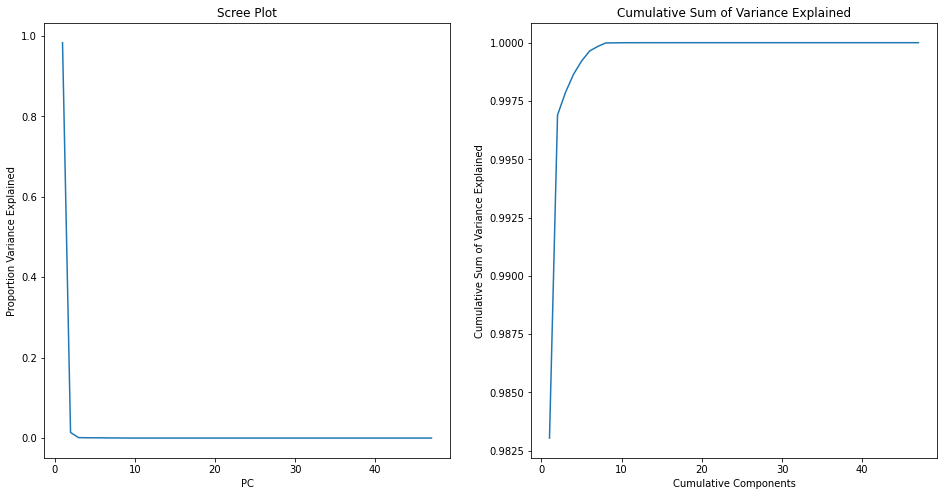 Scree Plot
Proportion Variance Explained
1.0
0.8
0.6
0.4
0.2
0.0
0 10 20 30 40
PC
Cumulative Sum of Variance Explained
Cumulative Sum of Variance Explained
1.0000
0.9975
0.9950
0.9925
0.9900
0.9875
0.9850
0.9825
0 10 20 30 40
Cumulative Components